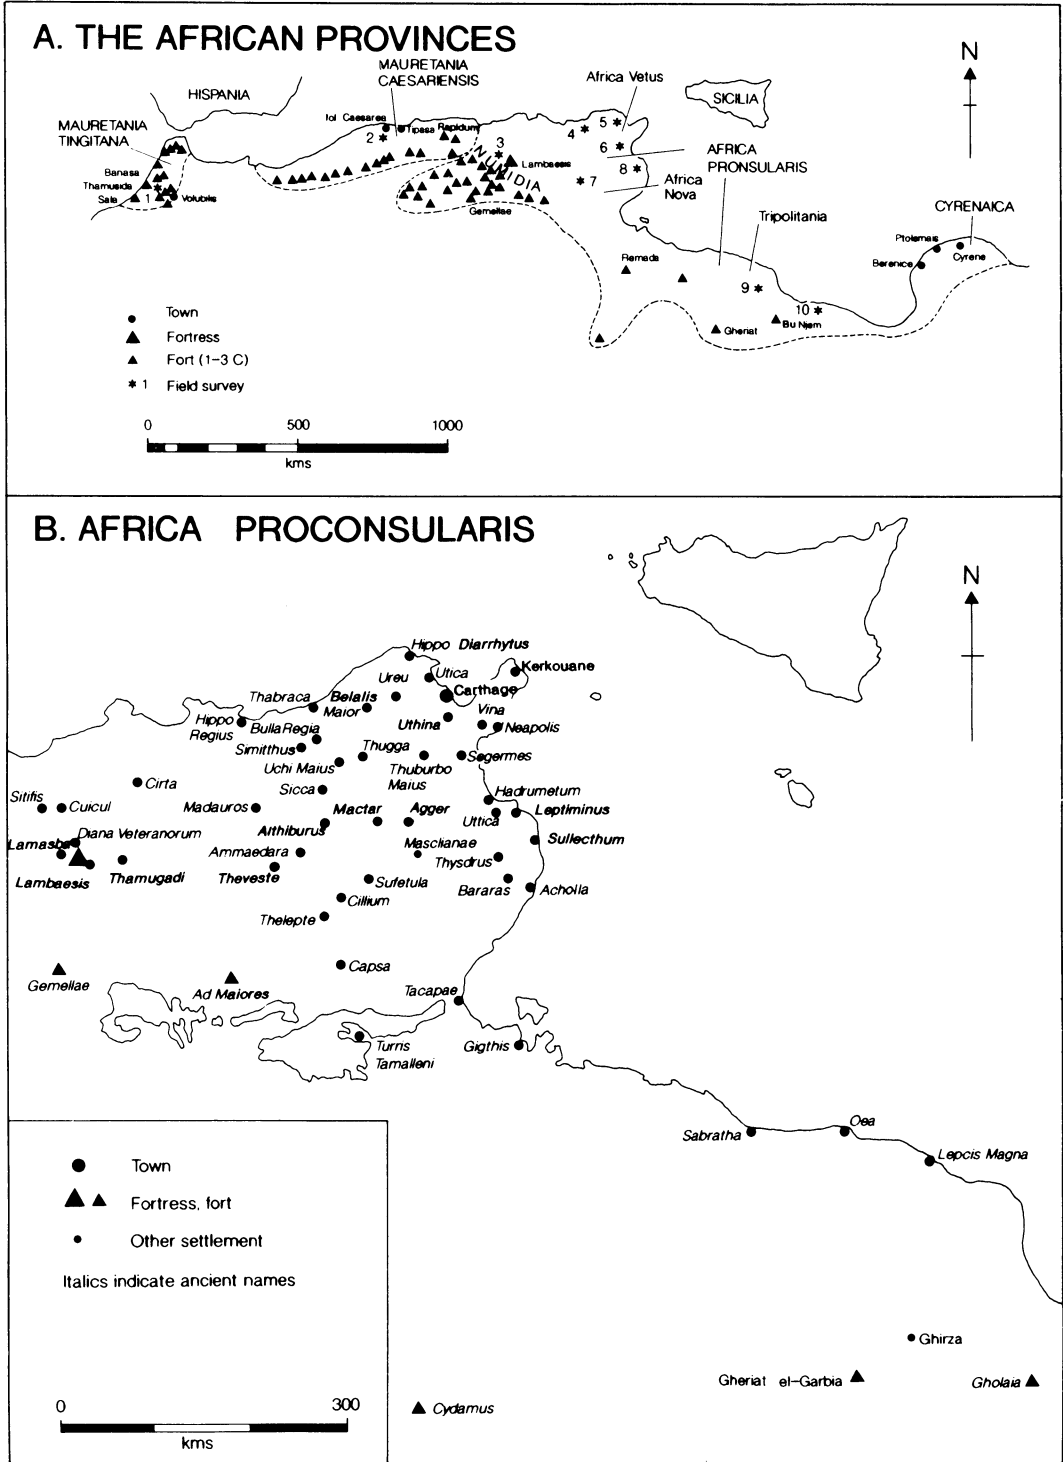 A. THE AFRICAN PROVINCES
N
MAURETANIA
CAESARIENSIS
Africa Vetus
HISPANIA
SICILIA
MAURETANIA
TINGITANA
Iol Caesarea
Tipasa
Rapidum
2
3
4
5
6
7
8
NUMIDIA
Lambaesis
AFRICA
PRONSULARIS
Banasa
Thamusida
Sala
1
Volubilis
Gemellae
Africa
Nova
Tripolitania
CYRENAICA
Ptolemais
Berenice
Cyrene
Remada
9
10
Bu Njem
Gheriat
Town
Fortress
Fort (1-3 C)
1 Field survey
0 500 1000
kms
B. AFRICA PROCONSULARIS
N
Hippo Diarrhytus
Kerkouane
Utica
Ureu
Carthage
Thabraca
Belalis
Maior
Vina
Hippo
Regius
Bulla Regia
Uthina
Neapolis
Simitthus
Thugga
Segermes
Uchi Maius
Thuburbo
Maius
Cirta
Sicca
Hadrumetum
Sitifis
Cuicul
Madauros
Mactar
Agger
Uttica
Leptiminus
Althiburus
Diana Veteranorum
Lamasba
Ammaedara
Masclianae
Sullecthum
Thysdrus
Lambaesis
Thamugadi
Theveste
Sufetula
Bararas
Acholla
Cillium
Thelepte
Capsa
Gemellae
Ad Maiores
Tacapae
Turris
Tamalleni
Gigthis
Sabratha
Oea
Lepcis Magna
Town
Fortress, fort
Other settlement
Italics indicate ancient names
0 300
kms
Ghirza
Gheriat el-Garbia
Gholaia
Cydamus